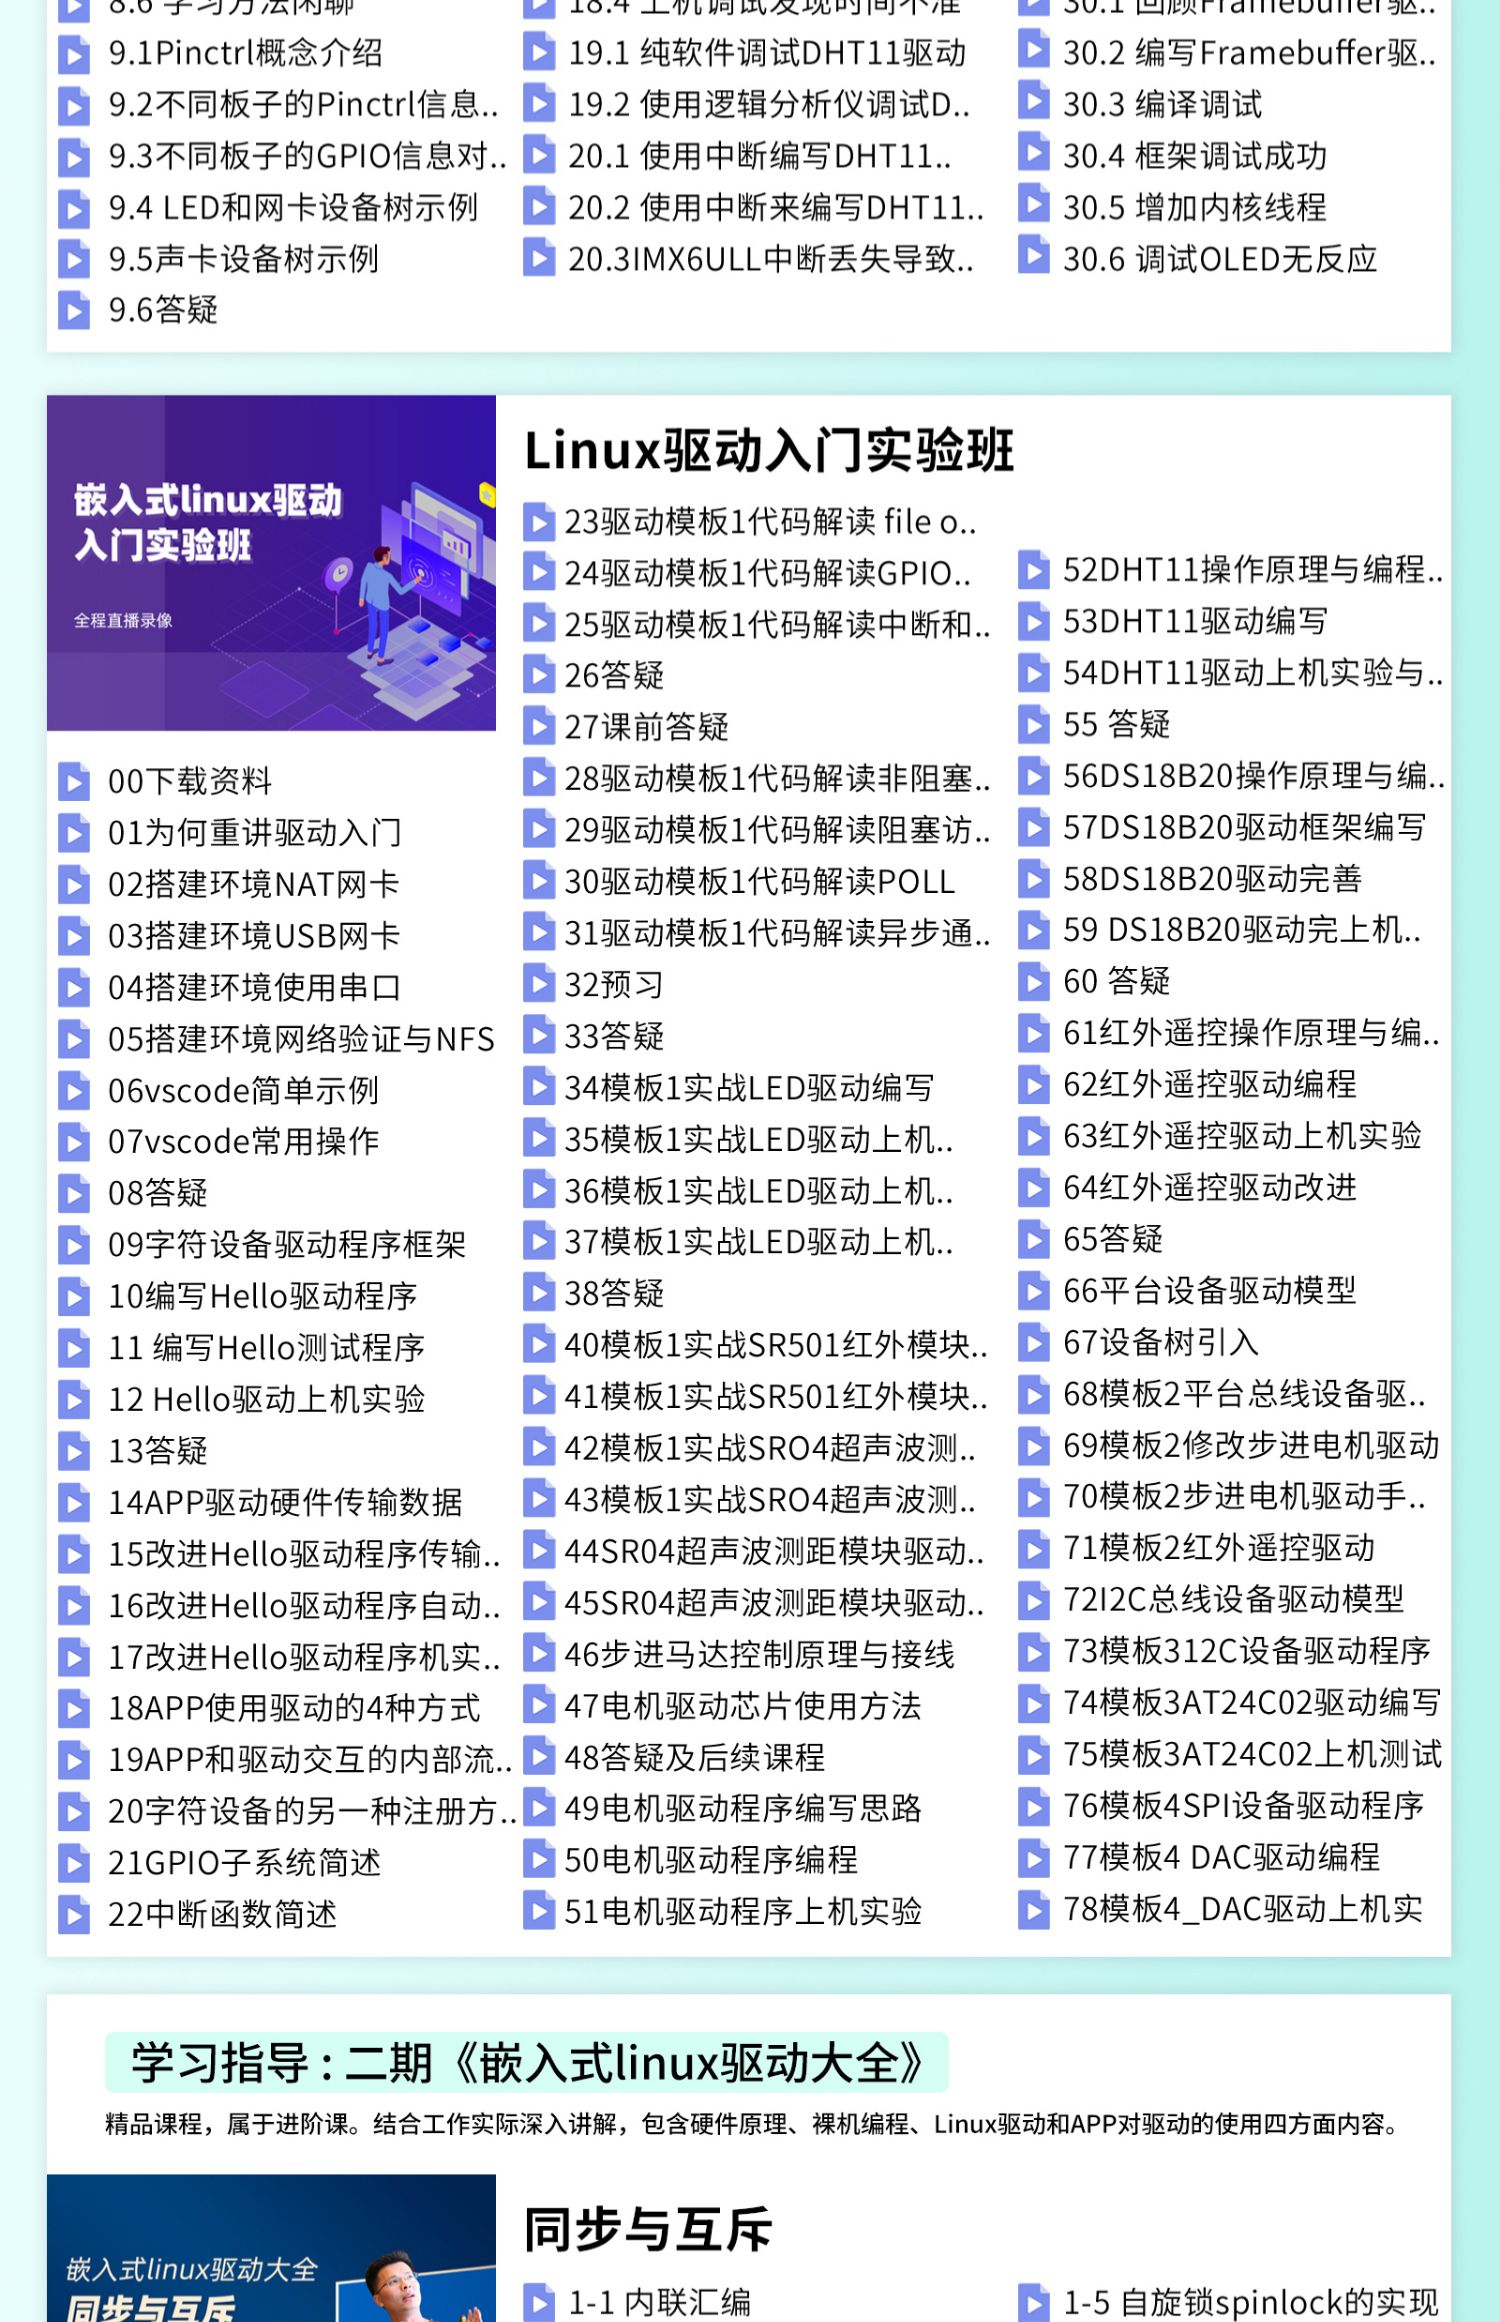 8.6 学习方法闲聊
9.1Pinctrl概念介绍
9.2不同板子的Pinctrl信息..
9.3不同板子的GPIO信息对..
9.4 LED和网卡设备树示例
9.5声卡设备树示例
9.6答疑
18.4 上机调试发现时间不准
19.1 纯软件调试DHT11驱动
19.2 使用逻辑分析仪调试D..
20.1 使用中断编写DHT11..
20.2 使用中断来编写DHT11..
20.3IMX6ULL中断丢失导致..
30.1 回顾Framebuffer驱..
30.2 编写Framebuffer驱..
30.3 编译调试
30.4 框架调试成功
30.5 增加内核线程
30.6 调试OLED无反应
嵌入式linux驱动
入门实验班
全程直播录像
Linux驱动入门实验班
00下载资料
01为何重讲驱动入门
02搭建环境NAT网卡
03搭建环境USB网卡
04搭建环境使用串口
05搭建环境网络验证与NFS
06vscode简单示例
07vscode常用操作
08答疑
09字符设备驱动程序框架
10编写Hello驱动程序
11 编写Hello测试程序
12 Hello驱动上机实验
13答疑
14APP驱动硬件传输数据
15改进Hello驱动程序传输..
16改进Hello驱动程序自动..
17改进Hello驱动程序机实..
18APP使用驱动的4种方式
19APP和驱动交互的内部流..
20字符设备的另一种注册方..
21GPIO子系统简述
22中断函数简述
23驱动模板1代码解读 file o..
24驱动模板1代码解读GPIO..
25驱动模板1代码解读中断和..
26答疑
27课前答疑
28驱动模板1代码解读非阻塞..
29驱动模板1代码解读阻塞访..
30驱动模板1代码解读POLL
31驱动模板1代码解读异步通..
32预习
33答疑
34模板1实战LED驱动编写
35模板1实战LED驱动上机..
36模板1实战LED驱动上机..
37模板1实战LED驱动上机..
38答疑
40模板1实战SR501红外模块..
41模板1实战SR501红外模块..
42模板1实战SRO4超声波测..
43模板1实战SRO4超声波测..
44SR04超声波测距模块驱动..
45SR04超声波测距模块驱动..
46步进马达控制原理与接线
47电机驱动芯片使用方法
48答疑及后续课程
49电机驱动程序编写思路
50电机驱动程序编程
51电机驱动程序上机实验
52DHT11操作原理与编程..
53DHT11驱动编写
54DHT11驱动上机实验与..
55 答疑
56DS18B20操作原理与编..
57DS18B20驱动框架编写
58DS18B20驱动完善
59 DS18B20驱动完上机..
60 答疑
61红外遥控操作原理与编..
62红外遥控驱动编程
63红外遥控驱动上机实验
64红外遥控驱动改进
65答疑
66平台设备驱动模型
67设备树引入
68模板2平台总线设备驱..
69模板2修改步进电机驱动
70模板2步进电机驱动手..
71模板2红外遥控驱动
72I2C总线设备驱动模型
73模板312C设备驱动程序
74模板3AT24C02驱动编写
75模板3AT24C02上机测试
76模板4SPI设备驱动程序
77模板4 DAC驱动编程
78模板4_DAC驱动上机实
学习指导 : 二期《嵌入式linux驱动大全》
精品课程，属于进阶课。结合工作实际深入讲解，包含硬件原理、裸机编程、Linux驱动和APP对驱动的使用四方面内容。
嵌入式linux驱动大全
同步与互斥
同步与互斥
1-1 内联汇编
1-5 自旋锁spinlock的实现